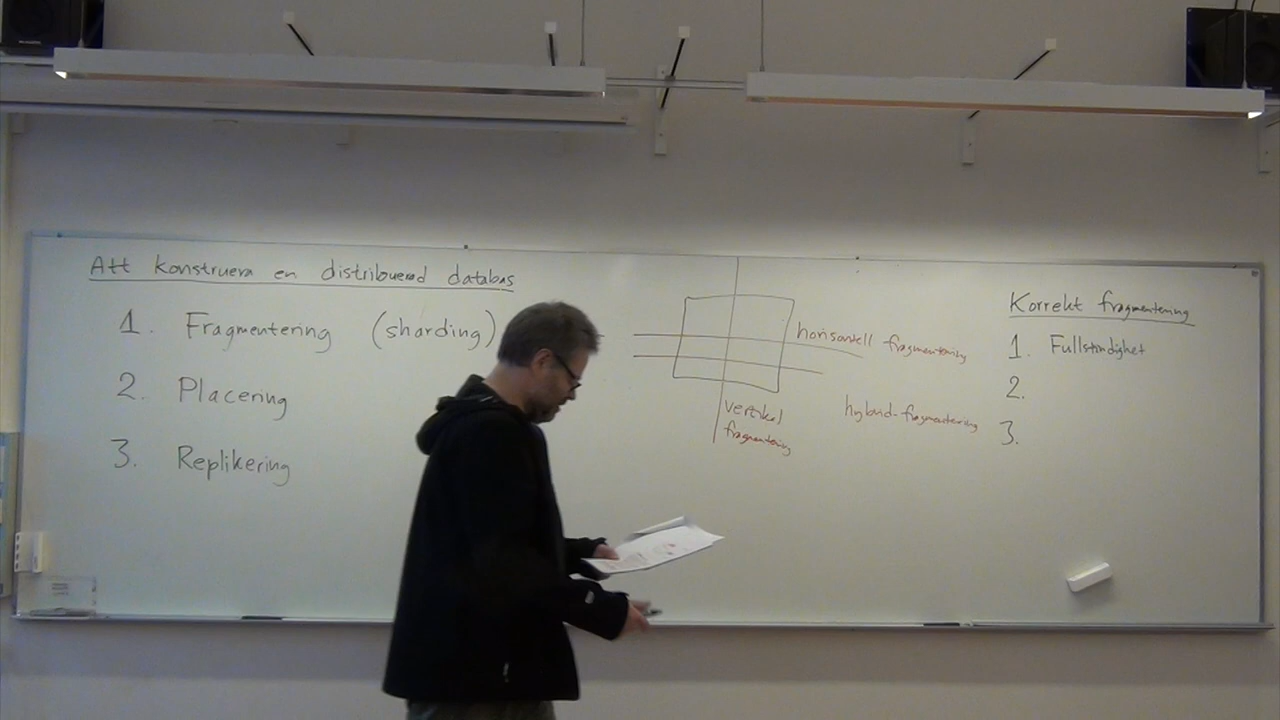 Att konstruera en distribuerad databas
1. Fragmentering (sharding)
2. Placering
3. Replikering
horisontell fragmentering
vertikal
fragmentering
hybrid-fragmentering
Korrekt fragmentering
1. Fullständighet
2.
3.